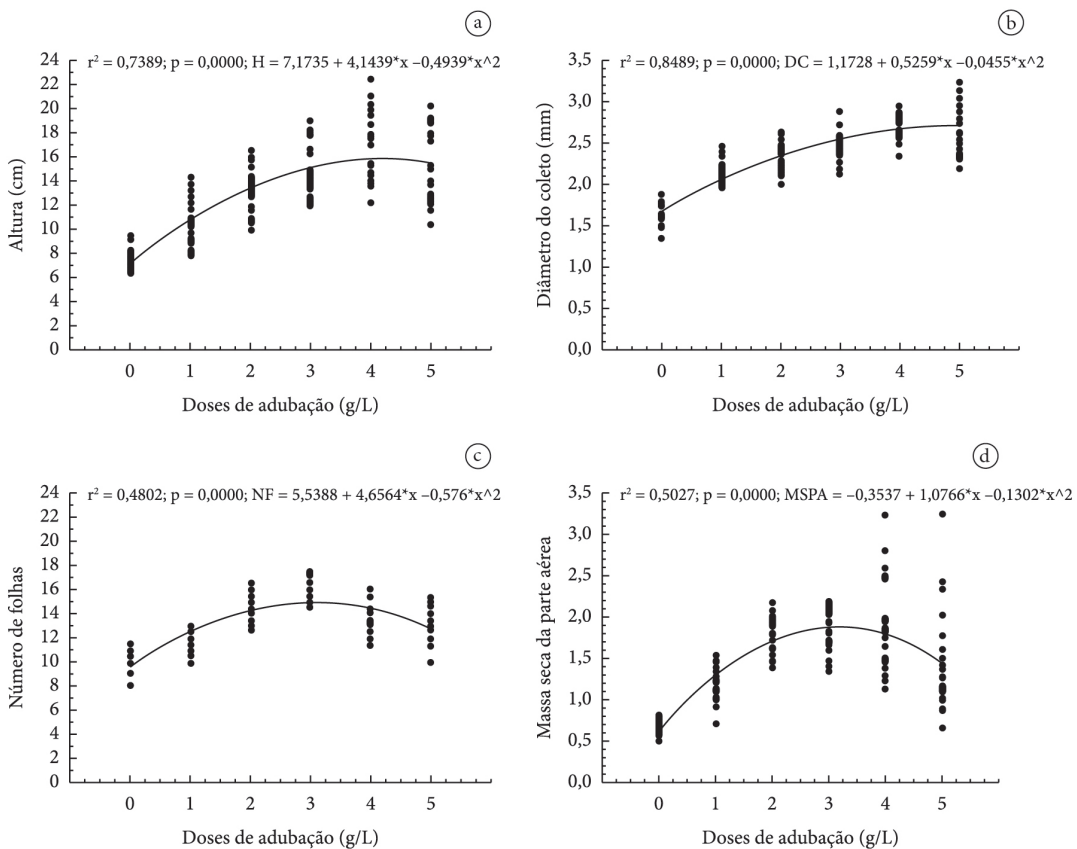 a
r² = 0,7389; p = 0,0000; H = 7,1735 + 4,1439*x −0,4939*x^2
24
22
20
18
16
14
12
10
8
6
4
2
0
Altura (cm)
0 1 2 3 4 5
Doses de adubação (g/L)
b
r² = 0,8489; p = 0,0000; DC = 1,1728 + 0,5259*x −0,0455*x^2
3,5
3,0
2,5
2,0
1,5
1,0
0,5
0,0
Diâmetro do coleto (mm)
0 1 2 3 4 5
Doses de adubação (g/L)
c
r² = 0,4802; p = 0,0000; NF = 5,5388 + 4,6564*x −0,576*x^2
24
22
20
18
16
14
12
10
8
6
4
2
0
Número de folhas
0 1 2 3 4 5
Doses de adubação (g/L)
d
r² = 0,5027; p = 0,0000; MSPA = −0,3537 + 1,0766*x −0,1302*x^2
3,5
3,0
2,5
2,0
1,5
1,0
0,5
0,0
Massa seca da parte aérea
0 1 2 3 4 5
Doses de adubação (g/L)